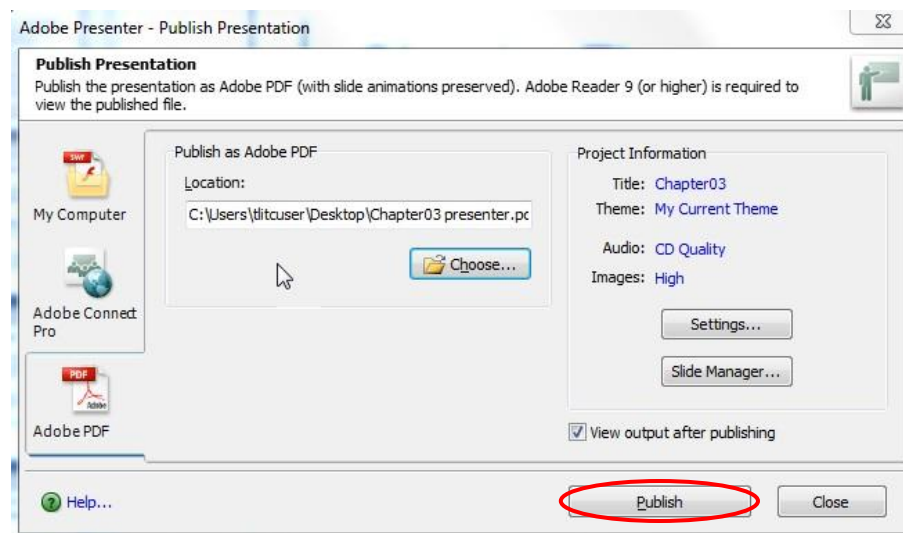 Adobe Presenter - Publish Presentation
Publish Presentation
Publish the presentation as Adobe PDF (with slide animations preserved). Adobe Reader 9 (or higher) is required to
view the published file.
SWF
My Computer
Adobe Connect
Pro
PDF
Adobe
Adobe PDF
Publish as Adobe PDF
Location:
C:\Users\tlitcuser\Desktop\Chapter03 presenter.pc
Choose...
Project Information
Title: Chapter03
Theme: My Current Theme
Audio: CD Quality
Images: High
Settings...
Slide Manager...
View output after publishing
Help...
Publish
Close